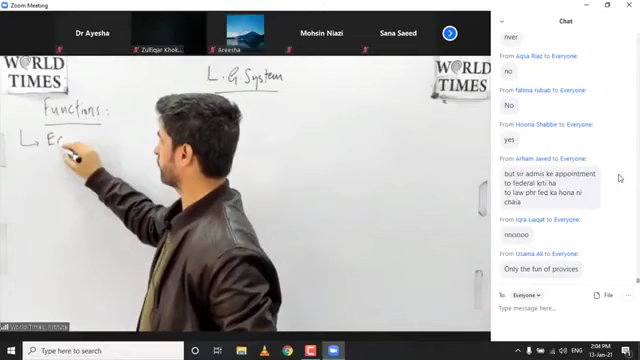 Zoom Meeting
Dr Ayesha
Zulfiqar Khok...
Areesha
Mohsin Niazi
Sana Saeed
WORLD
TIMES
L. G System
WORLD
TIMES
Functions:
World Times Institute
Chat
nver
From Aqsa Riaz to Everyone:
no
From fatima rubab to Everyone:
No
From Hooria Shabbir to Everyone:
yes
From Arham Javed to Everyone:
but sir admis ke appointment
to federal krti ha
to law phr fed ka hona ni
chaia
From Iqra Liaqat to Everyone:
nnoooo
From Usama Ali to Everyone:
Only the fun of provices
To: Everyone
File
Type message here...
Type here to search
2:04 PM
13-Jan-21